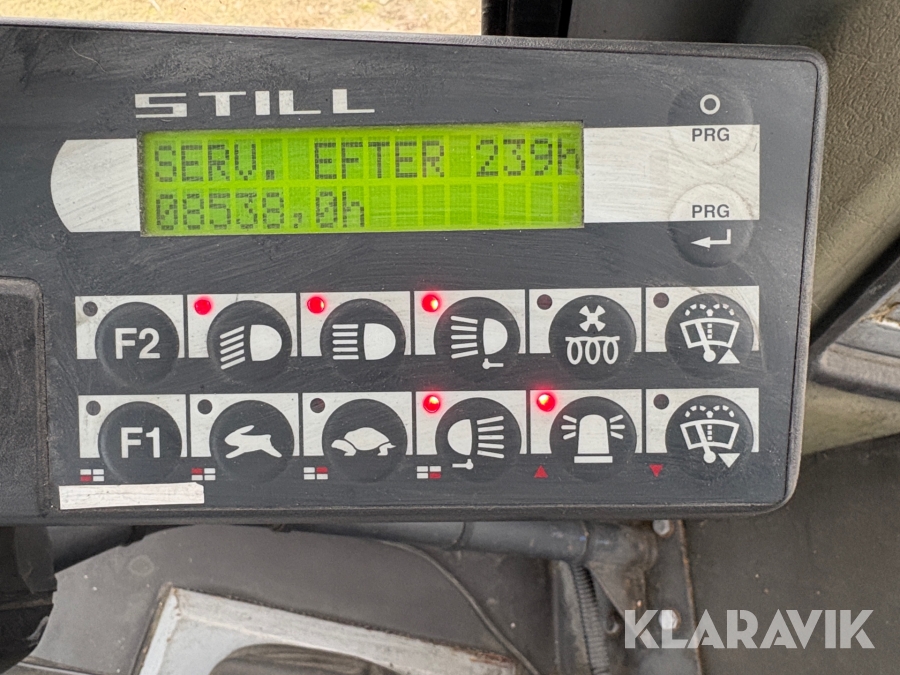 STILL
PRG
SERV. EFTER 239h
08538,0h
PRG
F2
F1
KLARAVIK